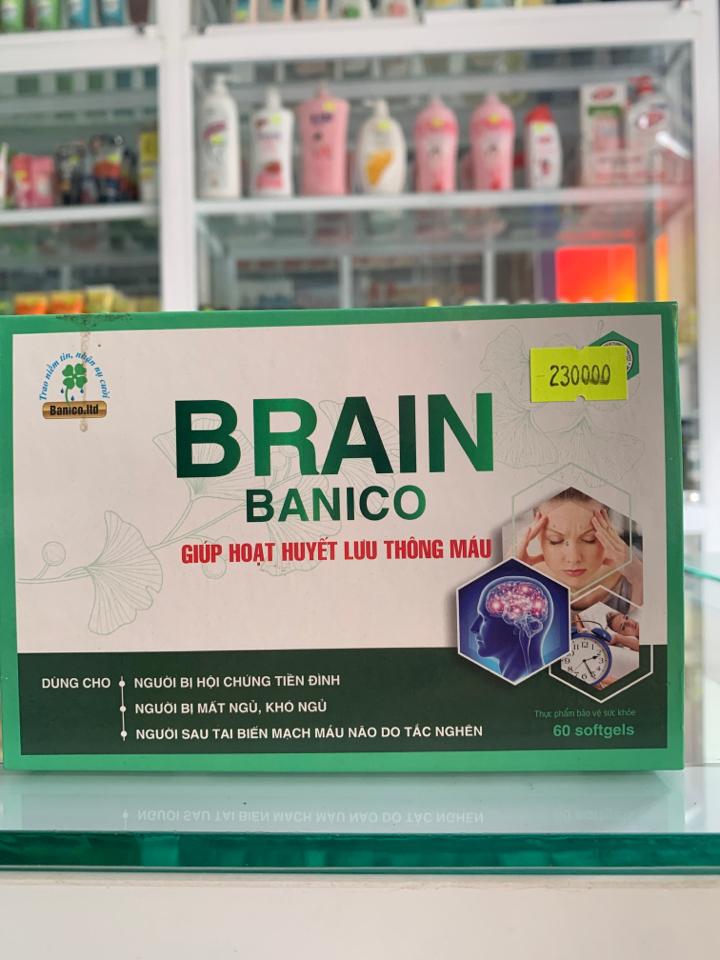 Trao niềm tin, nhận nụ cười
Banico.ltd
230000
BRAIN
BANICO
GIÚP HOẠT HUYẾT LƯU THÔNG MÁU
DÙNG CHO
NGƯỜI BỊ HỘI CHỨNG TIỀN ĐÌNH
NGƯỜI BỊ MẤT NGỦ, KHÓ NGỦ
NGƯỜI SAU TAI BIẾN MẠCH MÁU NÃO DO TẮC NGHẼN
Thực phẩm bảo vệ sức khỏe
60 softgels